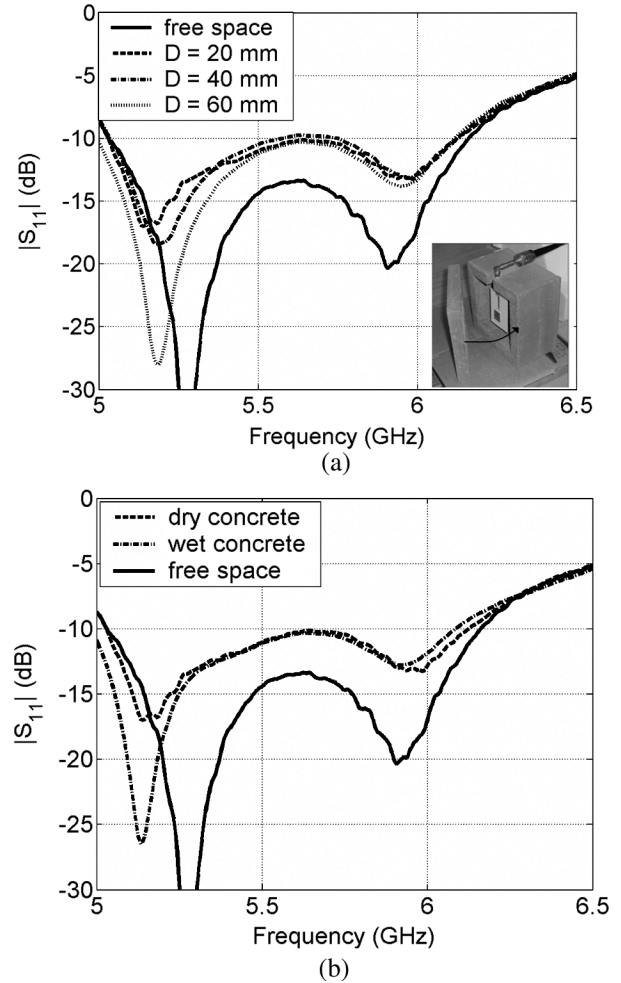 0
-5
-10
-15
-20
-25
-30
|S11| (dB)
free space
D = 20 mm
D = 40 mm
D = 60 mm
5
5.5
6
6.5
Frequency (GHz)
(a)
0
-5
-10
-15
-20
-25
-30
|S11| (dB)
dry concrete
wet concrete
free space
5
5.5
6
6.5
Frequency (GHz)
(b)